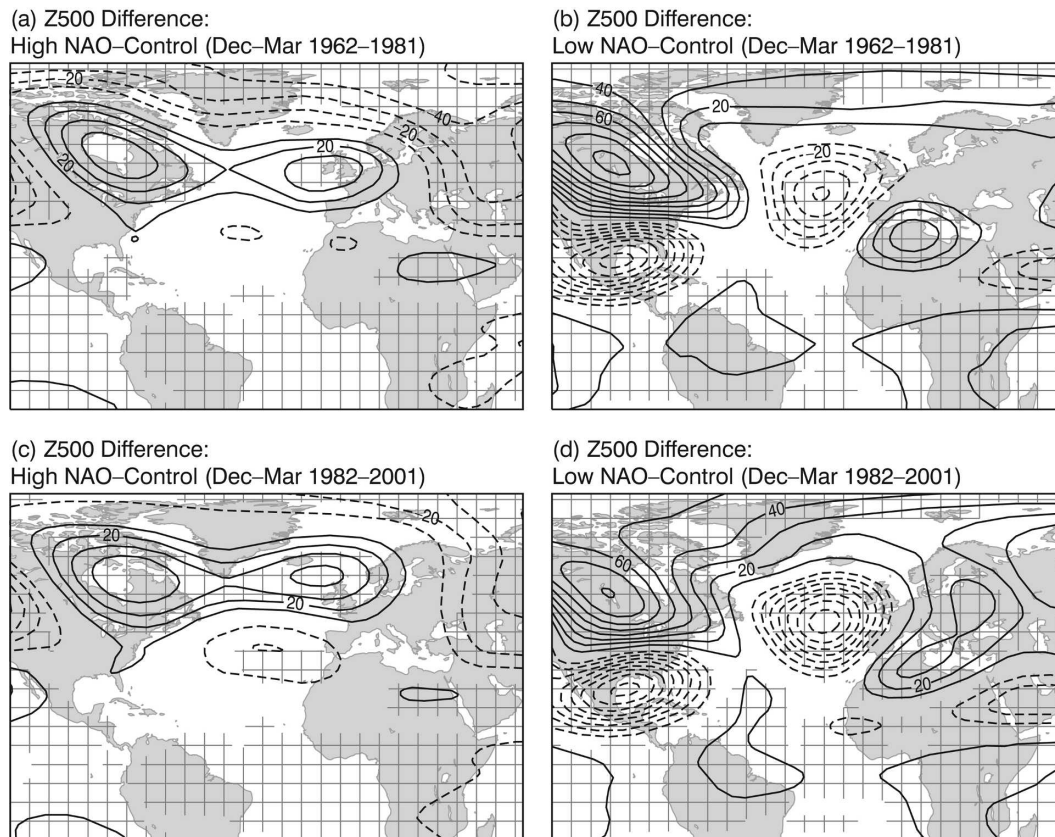 (a) Z500 Difference:
High NAO–Control (Dec–Mar 1962–1981)
20
20
20
20
(b) Z500 Difference:
Low NAO–Control (Dec–Mar 1962–1981)
40
60
20
20
(c) Z500 Difference:
High NAO–Control (Dec–Mar 1982–2001)
20
20
20
(d) Z500 Difference:
Low NAO–Control (Dec–Mar 1982–2001)
40
60
20
20